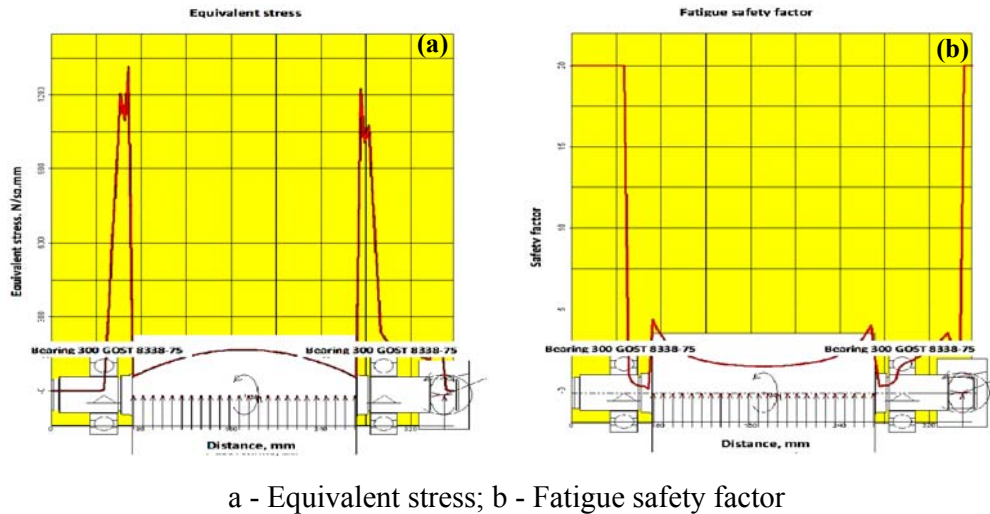 Equivalent stress
(a)
Equivalent stress. N/sq.mm
Bearing 300 GOST 8338-75
Bearing 300 GOST 8338-75
Distance, mm
Fatigue safety factor
(b)
Safety factor
20
15
10
5
Bearing 300 GOST 8338-75
Bearing 300 GOST 8338-75
240
Distance, mm
a - Equivalent stress; b - Fatigue safety factor